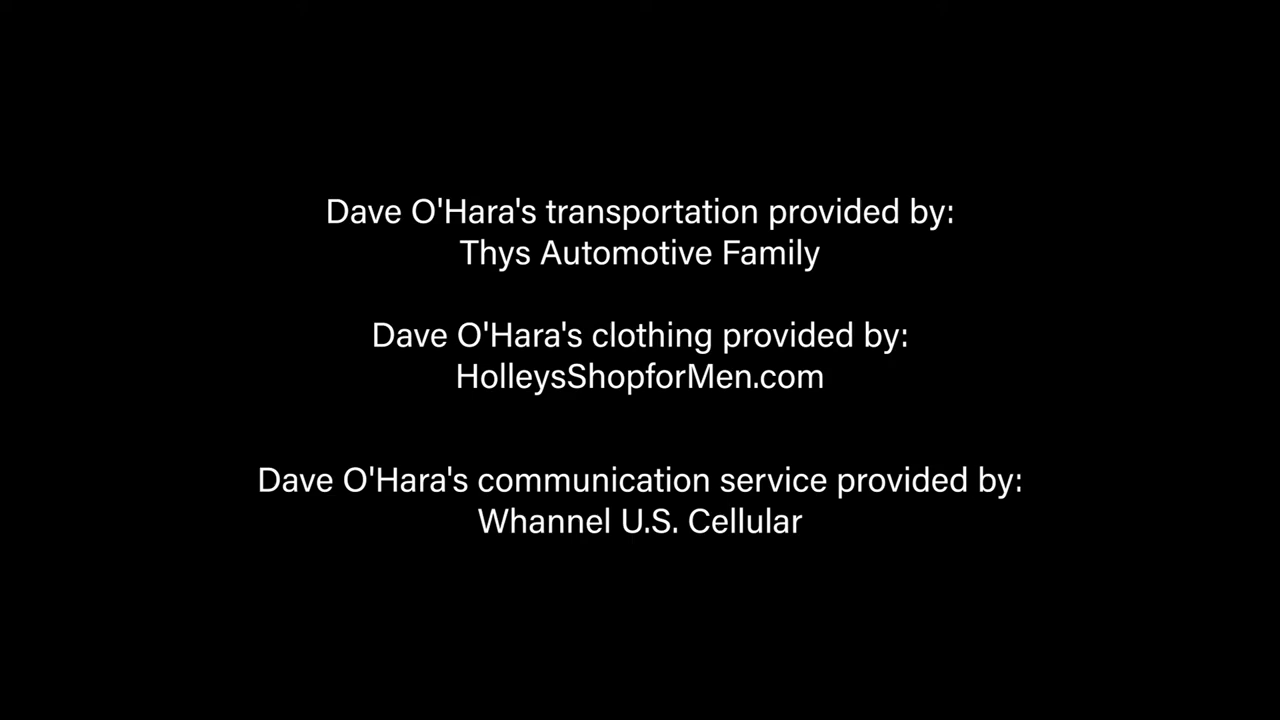 Dave O'Hara's transportation provided by:
Thys Automotive Family
Dave O'Hara's clothing provided by:
HolleysShopforMen.com
Dave O'Hara's communication service provided by:
Whannel U.S. Cellular